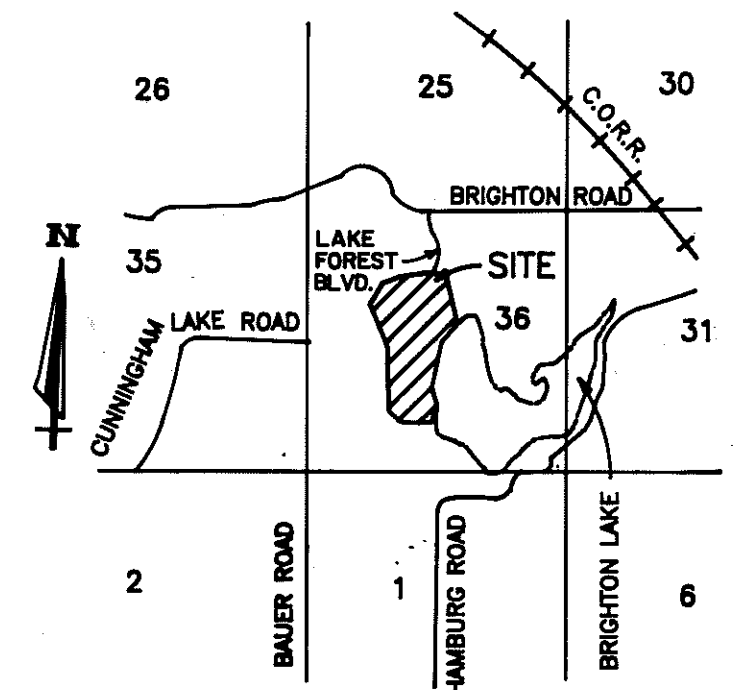 26
25
30
C.O.R.R.
BRIGHTON ROAD
N
LAKE
FOREST
BLVD.
SITE
35
36
31
LAKE ROAD
CUNNINGHAM
2
BAUER ROAD
1
HAMBURG ROAD
BRIGHTON LAKE
6